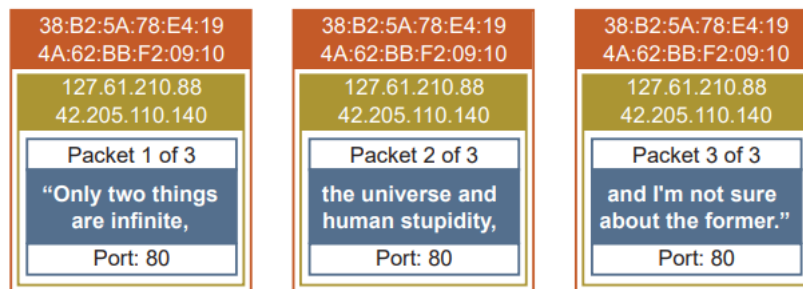 38:B2:5A:78:E4:19
4A:62:BB:F2:09:10
127.61.210.88
42.205.110.140
Packet 1 of 3
“Only two things
are infinite,
Port: 80
38:B2:5A:78:E4:19
4A:62:BB:F2:09:10
127.61.210.88
42.205.110.140
Packet 2 of 3
the universe and
human stupidity,
Port: 80
38:B2:5A:78:E4:19
4A:62:BB:F2:09:10
127.61.210.88
42.205.110.140
Packet 3 of 3
and I'm not sure
about the former.”
Port: 80